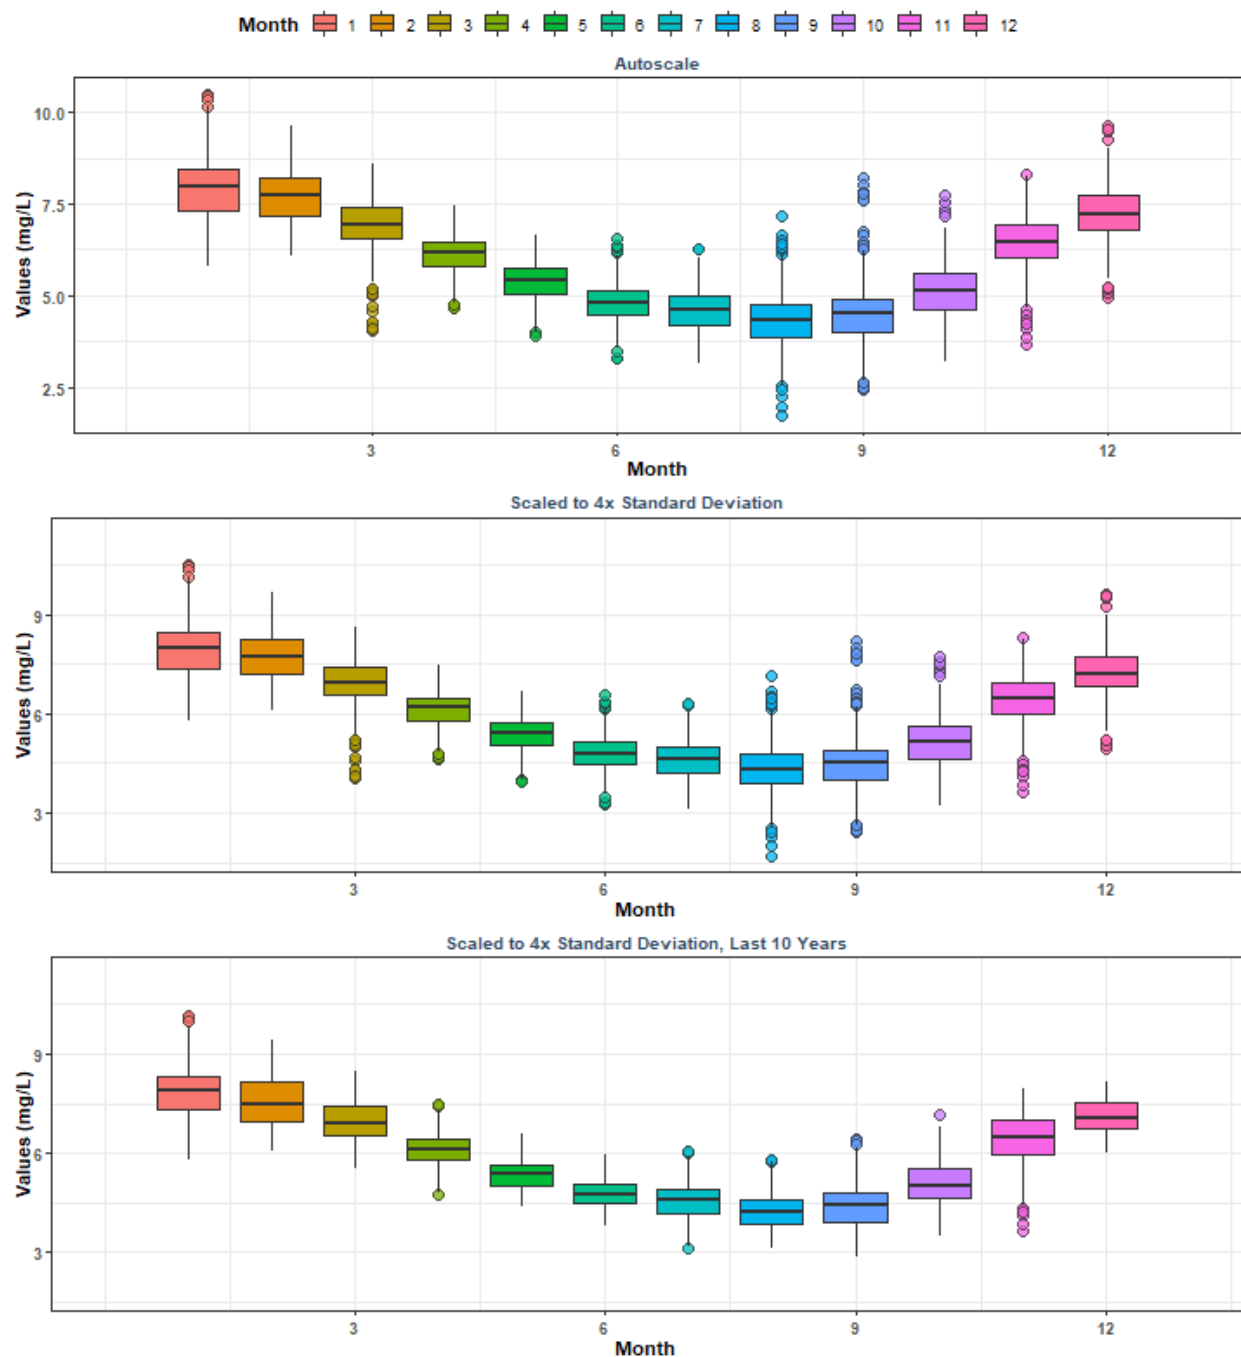 Month 1 2 3 4 5 6 7 8 9 10 11 12
Autoscale
Values (mg/L)
10.0
7.5
5.0
2.5
3 6 9 12
Month
Scaled to 4x Standard Deviation
Values (mg/L)
9
6
3
3 6 9 12
Month
Scaled to 4x Standard Deviation, Last 10 Years
Values (mg/L)
9
6
3
3 6 9 12
Month